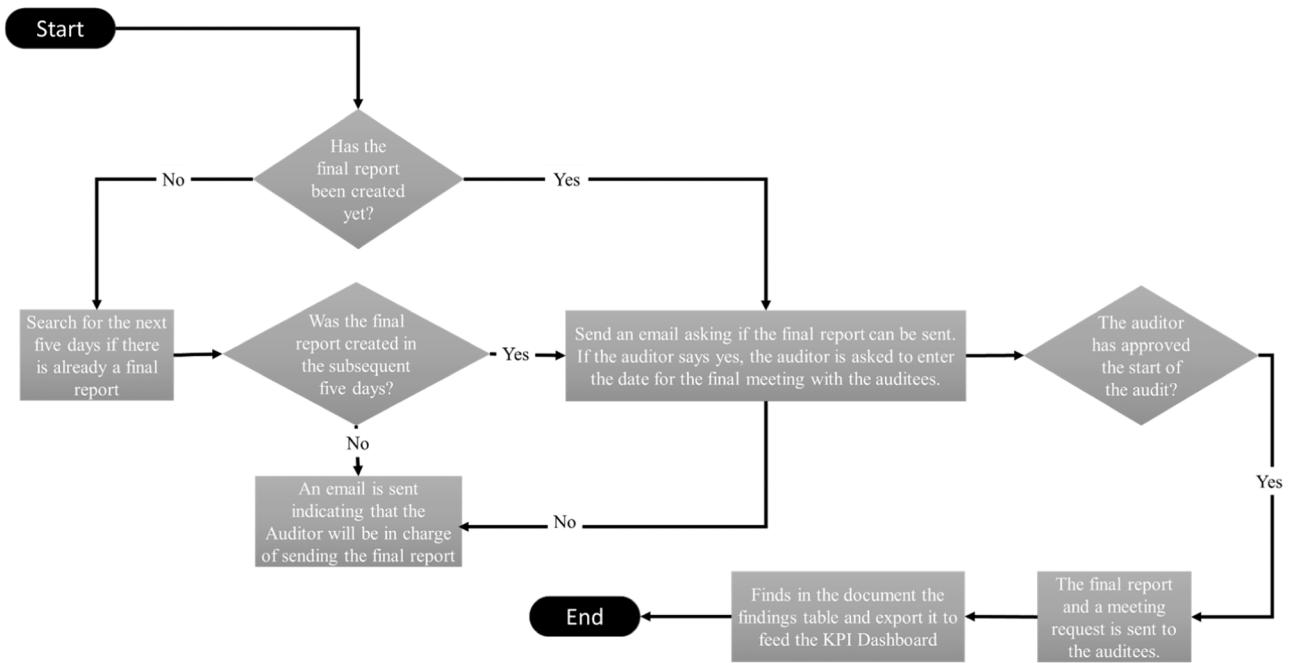 Start
Has the
final report
been created
yet?
No
Yes
Search for the next
five days if there
is already a final
report
Was the final
report created in
the subsequent
five days?
Yes
Send an email asking if the final report can be sent.
If the auditor says yes, the auditor is asked to enter
the date for the final meeting with the auditees.
The auditor
has approved
the start of
the audit?
No
Yes
An email is sent
indicating that the
Auditor will be in charge
of sending the final report
No
End
Finds in the document the
findings table and export it to
feed the KPI Dashboard
The final report
and a meeting
request is sent to
the auditees.